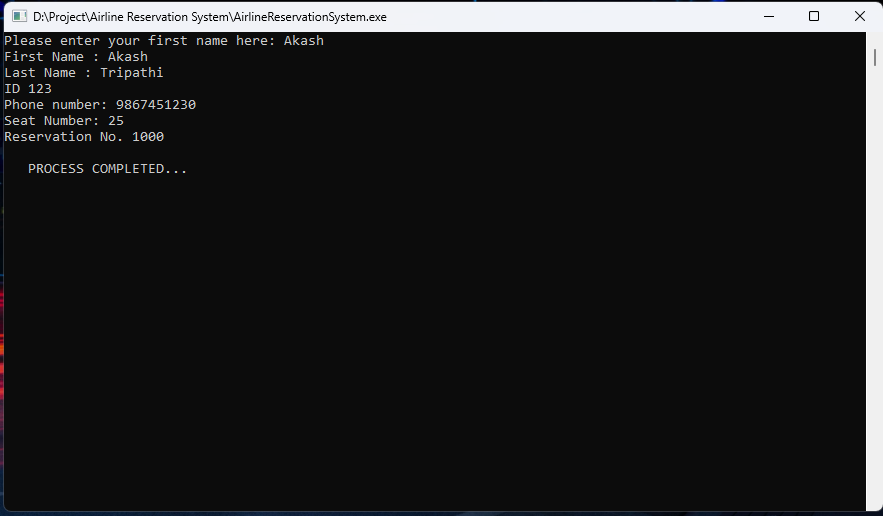 D:\Project\Airline Reservation System\AirlineReservationSystem.exe
Please enter your first name here: Akash
First Name : Akash
Last Name : Tripathi
ID 123
Phone number: 9867451230
Seat Number: 25
Reservation No. 1000
PROCESS COMPLETED...